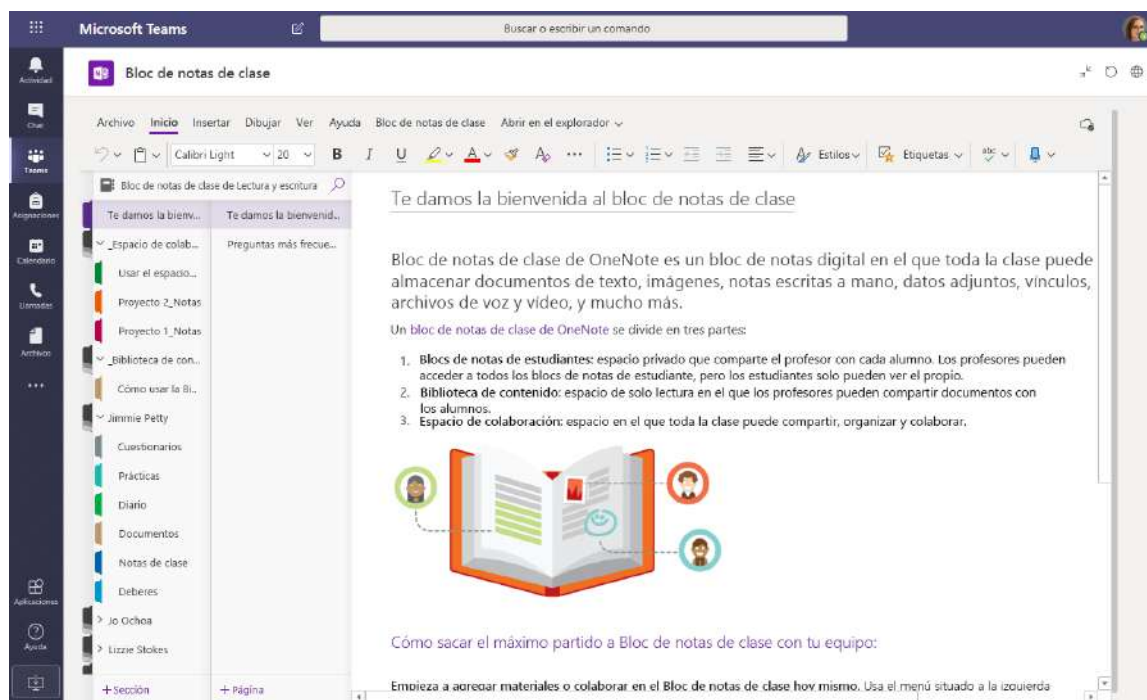 Microsoft Teams
Buscar o escribir un comando
Actividad
Chat
Teams
Asignaciones
Calendario
Llamadas
Archivos
Aplicaciones
Ayuda
Bloc de notas de clase
Archivo Inicio Insertar Dibujar Ver Ayuda Bloc de notas de clase Abrir en el explorador
Calibri Light 20 B I U A A Estilos Etiquetas abc
Bloc de notas de clase de Lectura y escritura
Te damos la bienv...
_Espacio de colab...
Usar el espacio...
Proyecto 2_Notas
Proyecto 1_Notas
_Biblioteca de con...
Cómo usar la Bi...
Jimmie Petty
Cuestionarios
Prácticas
Diario
Documentos
Notas de clase
Deberes
Jo Ochoa
Lizzie Stokes
+ Sección
Te damos la bienvenid...
Preguntas más frecue...
+ Página
Te damos la bienvenida al bloc de notas de clase
Bloc de notas de clase de OneNote es un bloc de notas digital en el que toda la clase puede
almacenar documentos de texto, imágenes, notas escritas a mano, datos adjuntos, vínculos,
archivos de voz y vídeo, y mucho más.
Un bloc de notas de clase de OneNote se divide en tres partes:
1. Blocs de notas de estudiantes: espacio privado que comparte el profesor con cada alumno. Los profesores pueden
acceder a todos los blocs de notas de estudiante, pero los estudiantes solo pueden ver el propio.
2. Biblioteca de contenido: espacio de solo lectura en el que los profesores pueden compartir documentos con
los alumnos.
3. Espacio de colaboración: espacio en el que toda la clase puede compartir, organizar y colaborar.
Cómo sacar el máximo partido a Bloc de notas de clase con tu equipo:
Empieza a agregar materiales o colaborar en el Bloc de notas de clase hoy mismo. Usa el menú situado a la izquierda